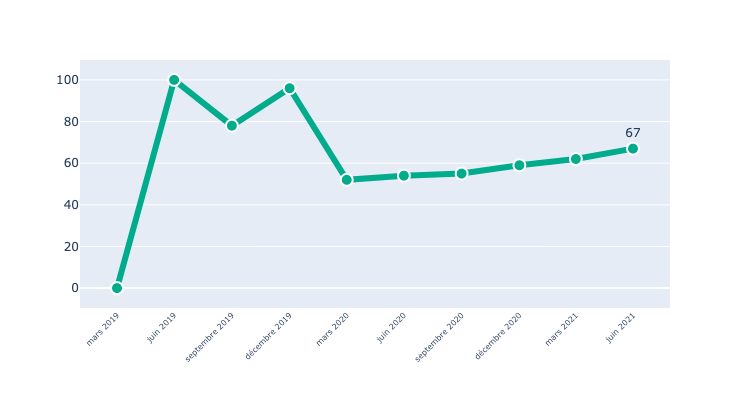 100
80
60
40
20
0
67
mars 2019
juin 2019
septembre 2019
décembre 2019
mars 2020
juin 2020
septembre 2020
décembre 2020
mars 2021
juin 2021